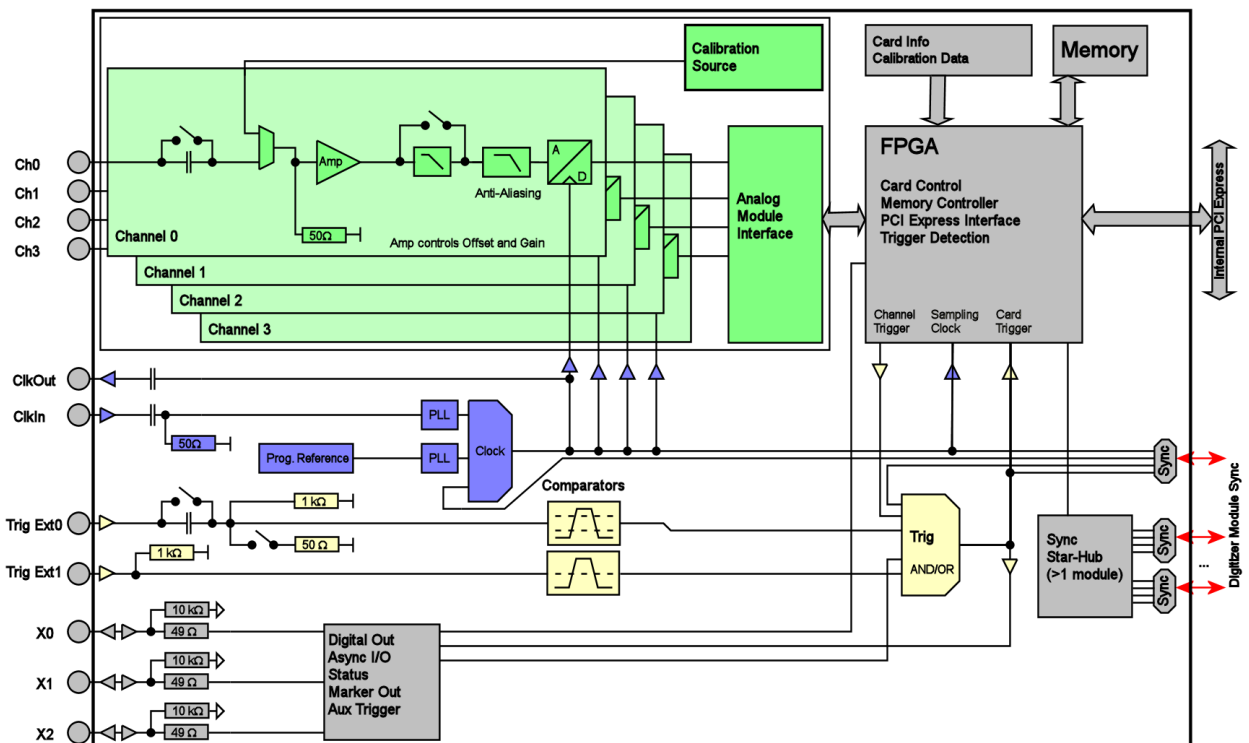 Calibration
Source
Card Info
Calibration Data
Memory
Ch0
Ch1
Ch2
Ch3
Amp
A
D
Anti-Aliasing
50Ω
Amp controls Offset and Gain
Channel 0
Channel 1
Channel 2
Channel 3
Analog
Module
Interface
FPGA
Card Control
Memory Controller
PCI Express Interface
Trigger Detection
Channel
Trigger
Sampling
Clock
Card
Trigger
Internal PCI Express
ClkOut
ClkIn
50Ω
PLL
PLL
Prog. Reference
Clock
Sync
Trig Ext0
1 kΩ
50 Ω
Comparators
Trig Ext1
1 kΩ
Trig
AND/OR
Sync
Star-Hub
(>1 module)
Sync
Sync
...
Digitizer Module Sync
X0
10 kΩ
49 Ω
X1
10 kΩ
49 Ω
X2
10 kΩ
49 Ω
Digital Out
Async I/O
Status
Marker Out
Aux Trigger